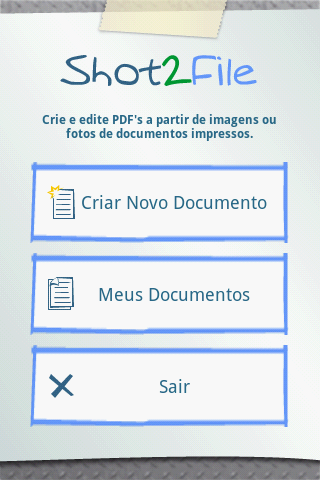 Shot2File
Crie e edite PDF's a partir de imagens ou
fotos de documentos impressos.
Criar Novo Documento
Meus Documentos
Sair